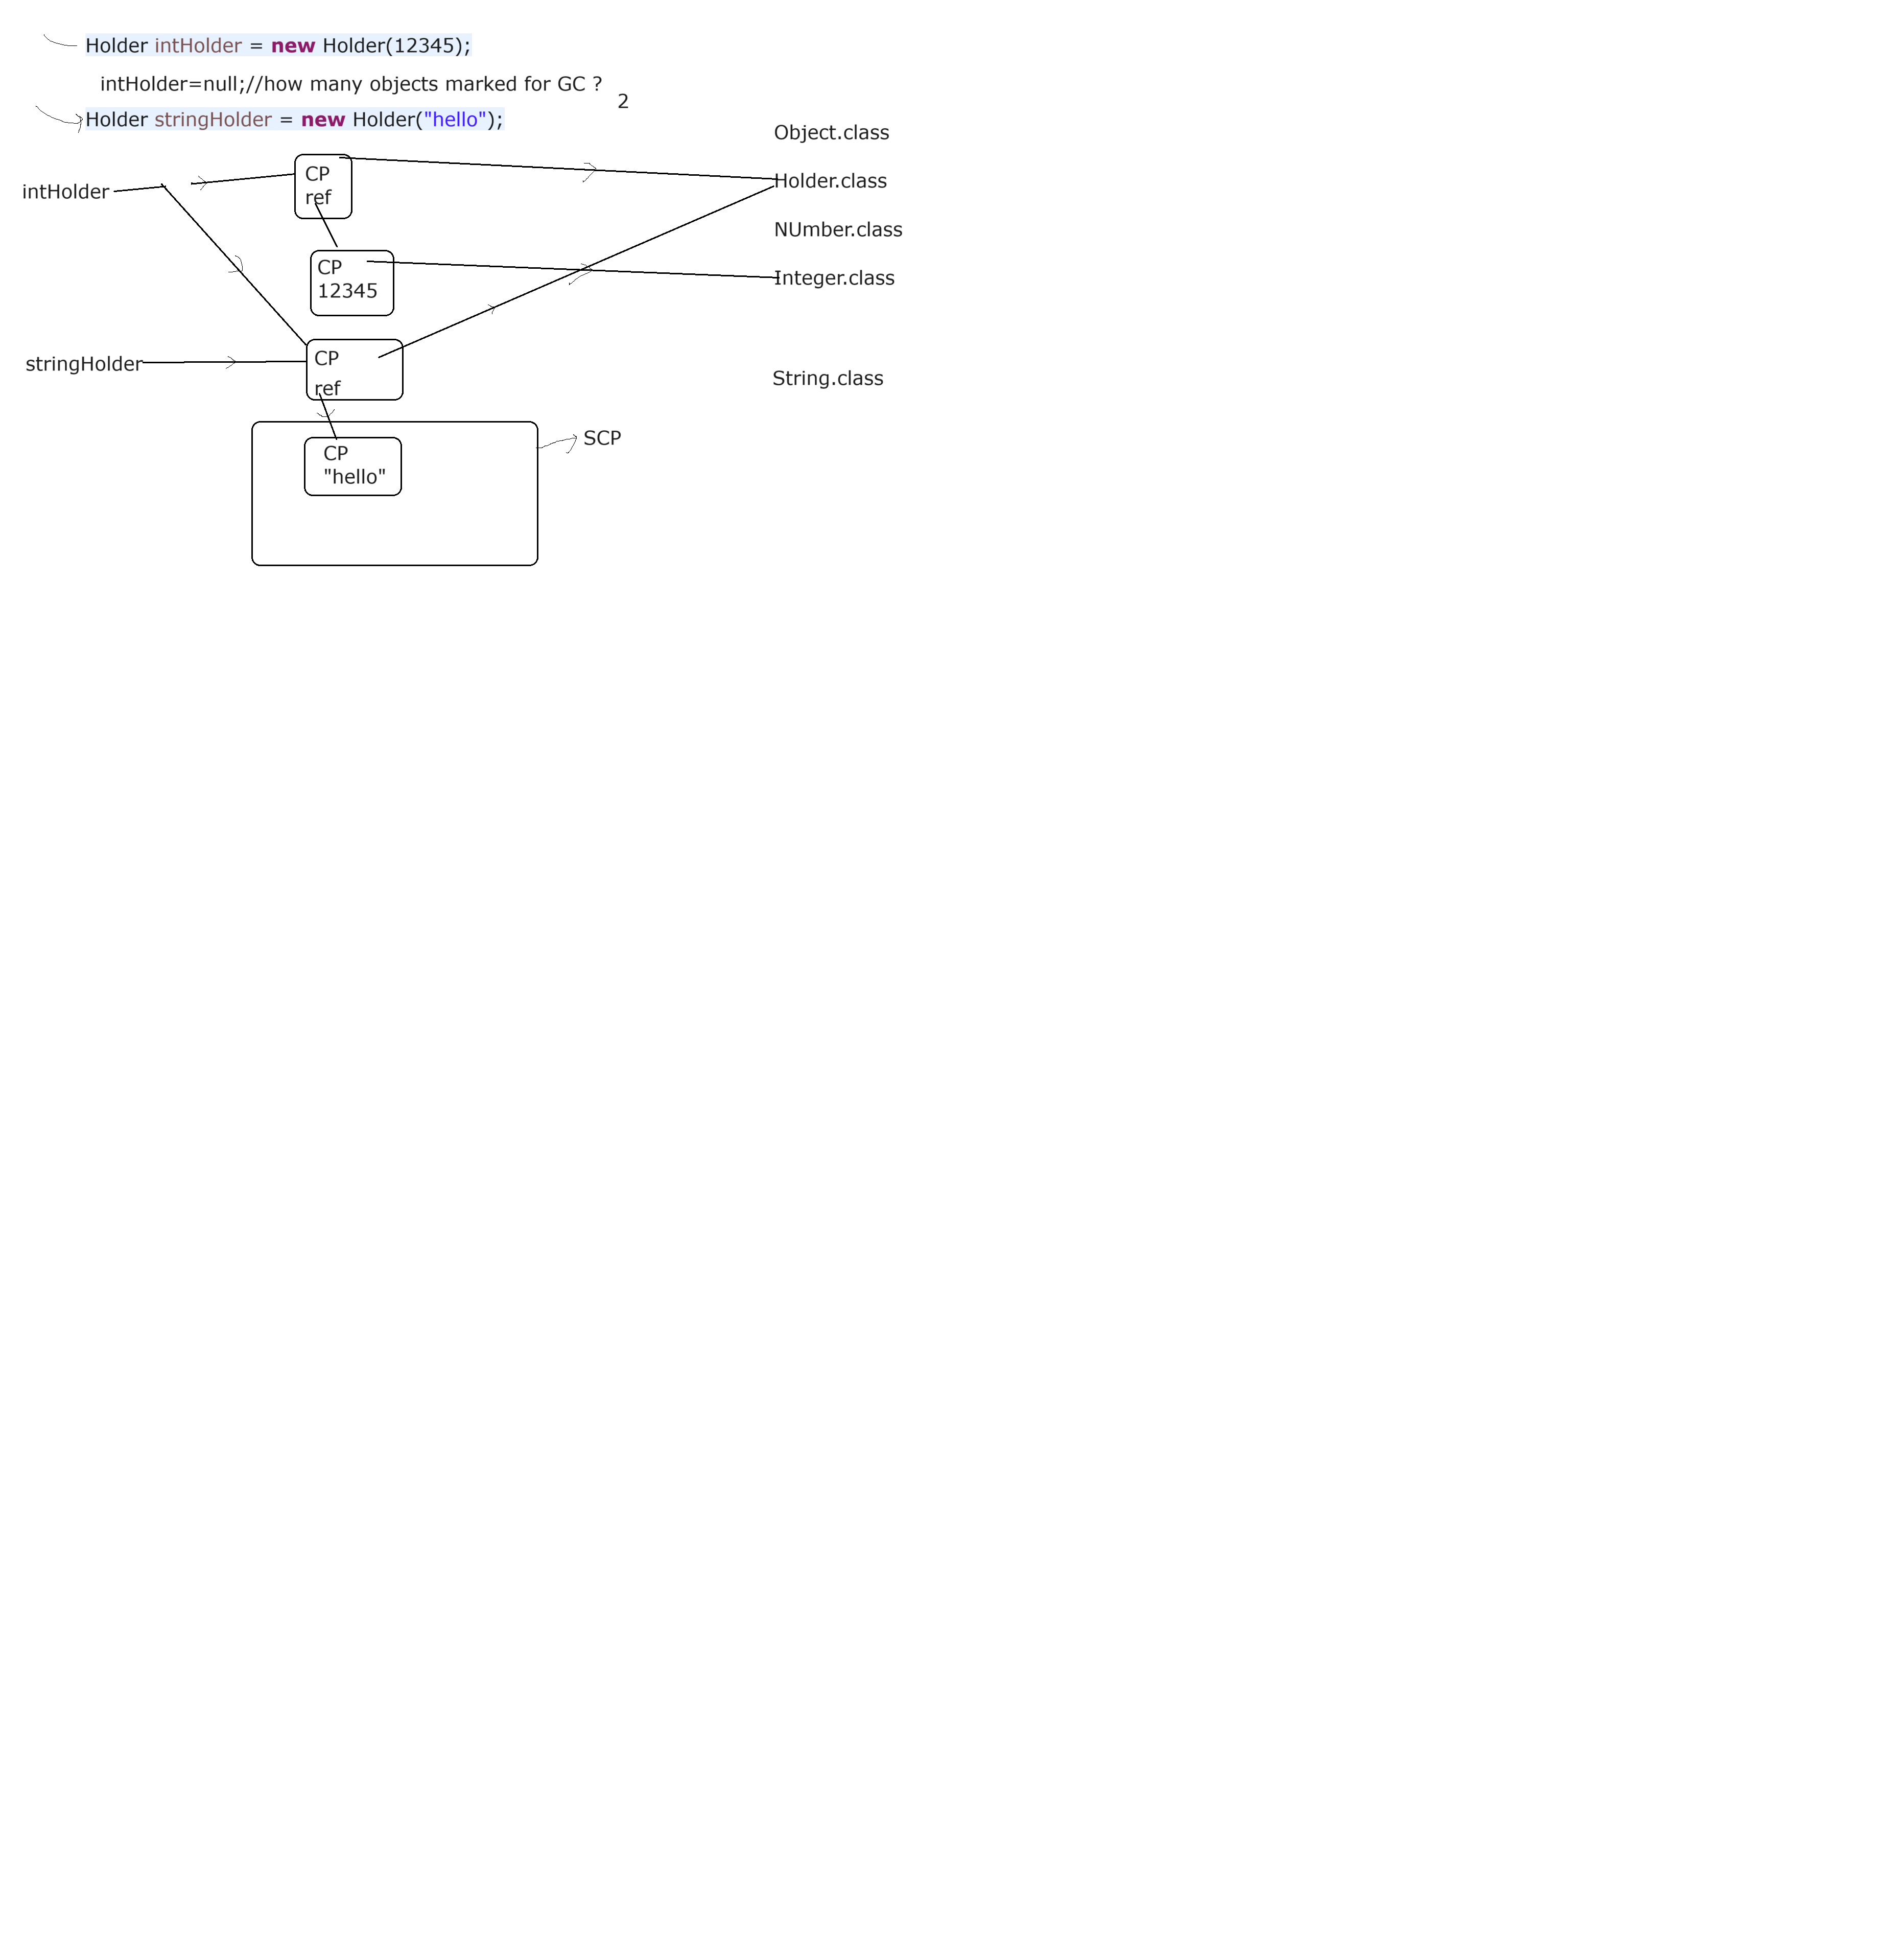 Holder intHolder = new Holder(12345);
intHolder=null;//how many objects marked for GC ?
2
Holder stringHolder = new Holder("hello");
Object.class
CP
ref
Holder.class
intHolder
NUmber.class
CP
12345
Integer.class
CP
ref
stringHolder
String.class
SCP
CP
"hello"